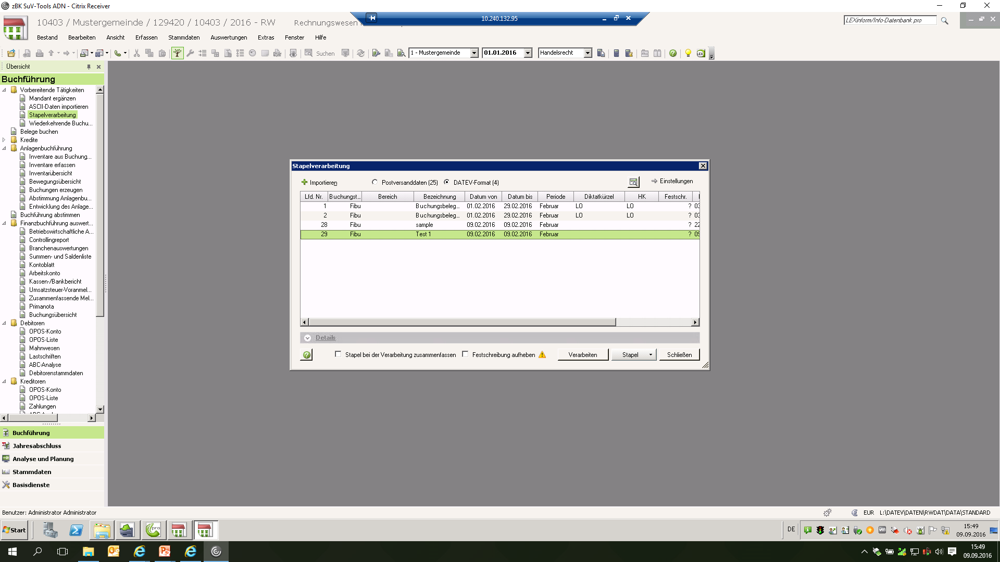 zBK SuV-Tools ADN - Citrix Receiver
10403 / Mustergemeinde / 129420 / 10403 / 2016 - RW
Rechnungswesen
10.240.132.95
LEXinform/Info-Datenbank pro
Bestand Bearbeiten Ansicht Erfassen Stammdaten Auswertungen Extras Fenster Hilfe
Suchen 1 - Mustergemeinde 01.01.2016 Handelsrecht LEX
Übersicht
Buchführung
Vorbereitende Tätigkeiten
Mandant ergänzen
ASCII-Daten importieren
Stapelverarbeitung
Wiederkehrende Buchu...
Belege buchen
Kredite
Anlagenbuchführung
Inventare aus Buchung...
Inventare erfassen
Inventarübersicht
Bewegungsübersicht
Buchungen erzeugen
Abstimmung Anlagenbu...
Entwicklung des Anlage...
Buchführung abstimmen
Finanzbuchführung auswert...
Betriebswirtschaftliche A...
Controllingreport
Branchenauswertungen
Summen- und Saldenliste
Kontoblatt
Arbeitskonto
Kassen-/Bankbericht
Umsatzsteuer-Voranmel...
Zusammenfassende Mel...
Primanota
Buchungsübersicht
Debitoren
OPOS-Konto
OPOS-Liste
Mahnwesen
Lastschriften
ABC-Analyse
Debitorenstammdaten
Kreditoren
OPOS-Konto
OPOS-Liste
Zahlungen
Buchführung
Jahresabschluss
Analyse und Planung
Stammdaten
Basisdienste
Stapelverarbeitung
Importieren Postversanddaten (25) DATEV-Format (4) Einstellungen
Lfd. Nr. Buchungst... Bereich Bezeichnung Datum von Datum bis Periode Diktatkürzel HK Festschr.
1 Fibu Buchungsbeleg... 01.02.2016 29.02.2016 Februar LO LO ? 03
2 Fibu Buchungsbeleg... 01.02.2016 29.02.2016 Februar LO LO ? 03
28 Fibu sample 09.02.2016 09.02.2016 Februar ? 22
29 Fibu Test 1 09.02.2016 09.02.2016 Februar ? 09
Details
Stapel bei der Verarbeitung zusammenfassen Festschreibung aufheben Verarbeiten Stapel Schließen
Benutzer: Administrator Administrator
EUR L:\DATEV\DATEN\RWDAT\DATA\STANDARD
Start
DE
15:49
09.09.2016
15:49
09.09.2016